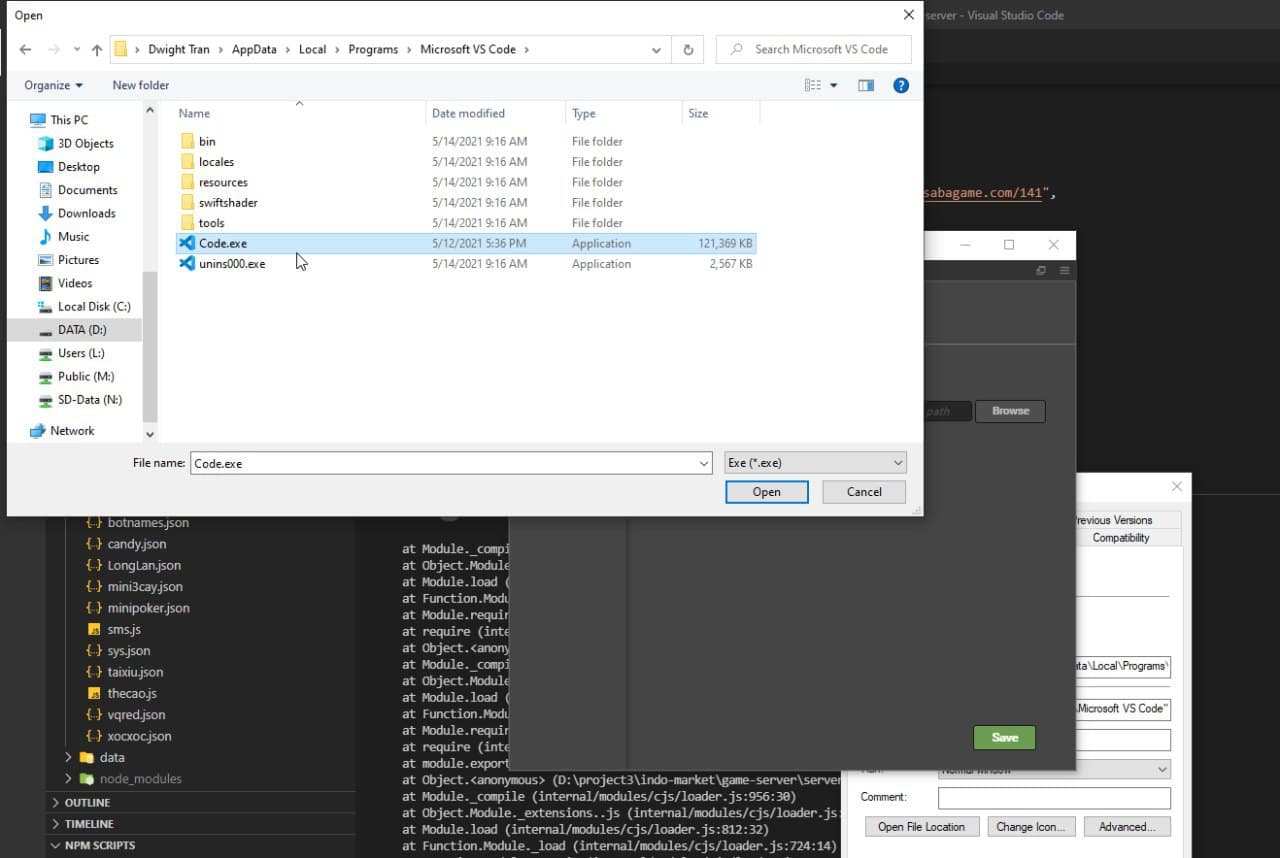 Open
server - Visual Studio Code
Dwight Tran > AppData > Local > Programs > Microsoft VS Code >
Search Microsoft VS Code
Organize
New folder
Name
Date modified
Type
Size
This PC
3D Objects
Desktop
Documents
Downloads
Music
Pictures
Videos
Local Disk (C:)
DATA (D:)
Users (L:)
Public (M:)
SD-Data (N:)
Network
bin 5/14/2021 9:16 AM File folder
locales 5/14/2021 9:16 AM File folder
resources 5/14/2021 9:16 AM File folder
swiftshader 5/14/2021 9:16 AM File folder
tools 5/14/2021 9:16 AM File folder
Code.exe 5/12/2021 5:36 PM Application 121,369 KB
unins000.exe 5/14/2021 9:16 AM Application 2,567 KB
File name: Code.exe
Exe (*.exe)
Open
Cancel
sabagame.com/141",
path
Browse
Save
botnames.json
candy.json
LongLan.json
mini3cay.json
minipoker.json
sms.js
sys.json
taixiu.json
thecao.js
vqred.json
xocxoc.json
data
node_modules
OUTLINE
TIMELINE
NPM SCRIPTS
at Module._compi
at Object.Module
at Module.load (
at Function.Modu
at Module.requir
at require (inte
at Object.<anony
at Module._compi
at Object.Module
at Module.load (
at Function.Modu
at Module.requir
at require (inte
at module.export
at Object.<anonymous> (D:\project3\indo-market\game-server\server
at Module._compile (internal/modules/cjs/loader.js:956:30)
at Object.Module._extensions..js (internal/modules/cjs/loader.js:
at Module.load (internal/modules/cjs/loader.js:812:32)
at Function.Module._load (internal/modules/cjs/loader.js:724:14)
Previous Versions
Compatibility
ata\Local\Programs\
Microsoft VS Code"
Normal window
Comment:
Open File Location
Change Icon...
Advanced...